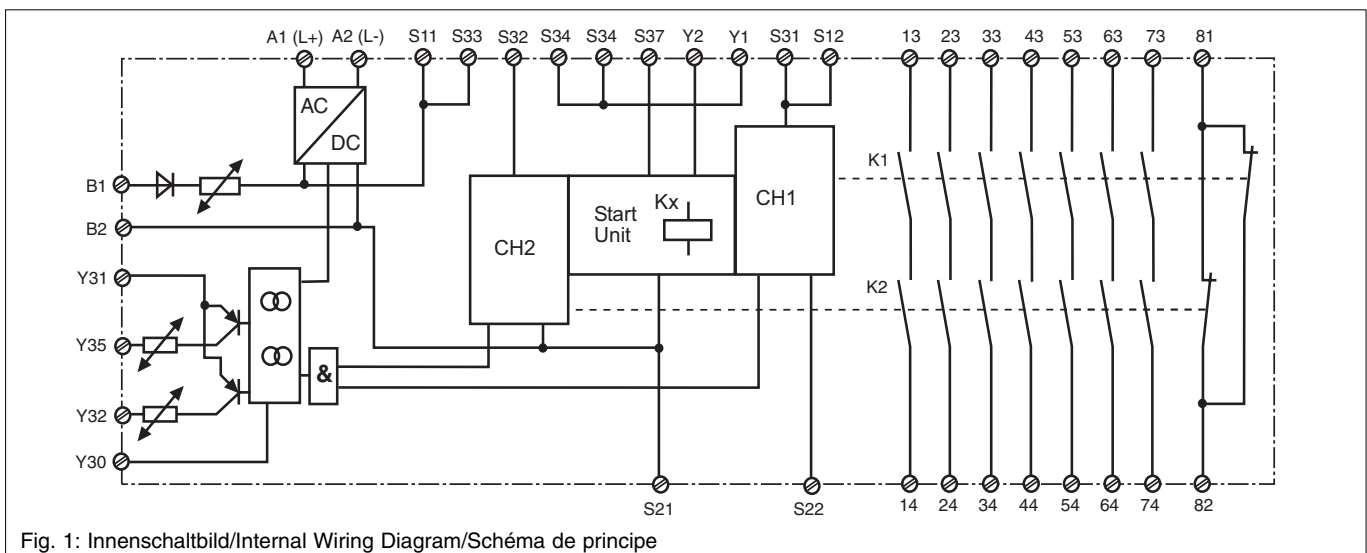 A1 (L+) A2 (L-) S11 S33 S32 S34 S34 S37 Y2 Y1 S31 S12 13 23 33 43 53 63 73 81
AC
DC
B1
B2
Y31
Y35
Y32
Y30
CH2
Start
Unit
Kx
CH1
&
K1
K2
S21 S22 14 24 34 44 54 64 74 82
Fig. 1: Innenschaltbild/Internal Wiring Diagram/Schéma de principe